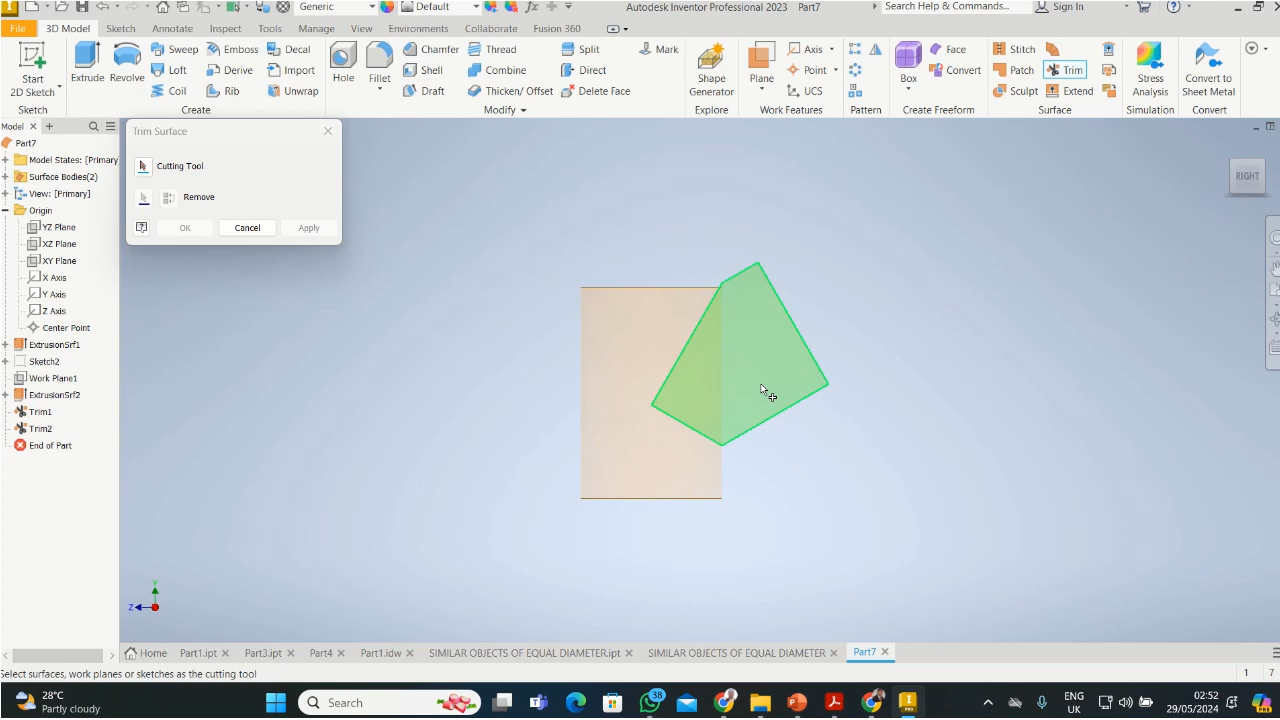 Generic Default Autodesk Inventor Professional 2023 Part7 Search Help & Commands... Sign In
File 3D Model Sketch Annotate Inspect Tools Manage View Environments Collaborate Fusion 360
Sweep Emboss Decal Chamfer Thread Split Mark Axis Face Stitch
Loft Derive Import Shell Combine Direct Point Convert Patch Trim
Coil Rib Unwrap Draft Thicken/ Offset Delete Face UCS Sculpt Extend
Start 2D Sketch Extrude Revolve Hole Fillet Shape Generator Plane Box Stress Analysis Convert to Sheet Metal
Sketch Create Modify Explore Work Features Pattern Create Freeform Surface Simulation Convert
Model
Part7
Model States: [Primary]
Surface Bodies(2)
View: [Primary]
Origin
YZ Plane
XZ Plane
XY Plane
X Axis
Y Axis
Z Axis
Center Point
ExtrusionSrf1
Sketch2
Work Plane1
ExtrusionSrf2
Trim1
Trim2
End of Part
Trim Surface
Cutting Tool
Remove
OK Cancel Apply
RIGHT
Y
Z
Home Part1.ipt Part3.ipt Part4 Part1.idw SIMILAR OBJECTS OF EQUAL DIAMETER.ipt SIMILAR OBJECTS OF EQUAL DIAMETER Part7
Select surfaces, work planes or sketches as the cutting tool 1 7
28°C
Partly cloudy
Search
38
ENG
UK
02:52
29/05/2024